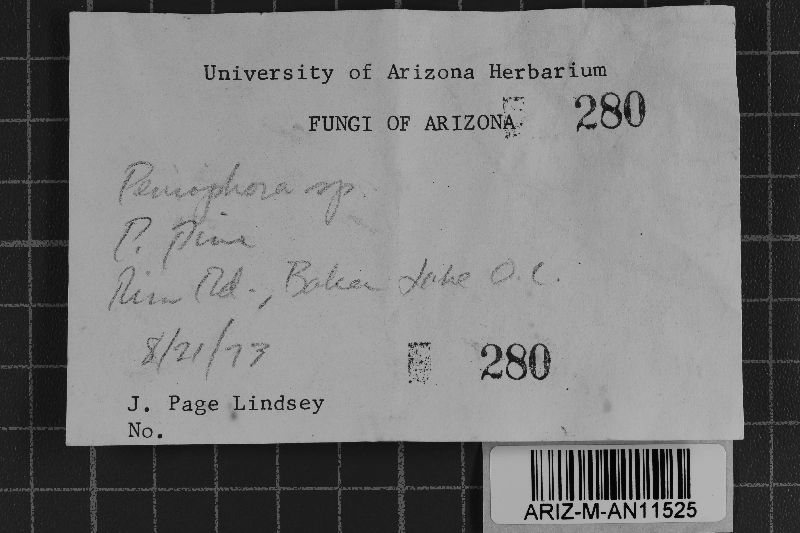 University of Arizona Herbarium
FUNGI OF ARIZONA 280
Peniophora sp.
P. pine
Rim Rd., Baker Lake O.C.
8/21/73
280
J. Page Lindsey
No.
ARIZ-M-AN11525